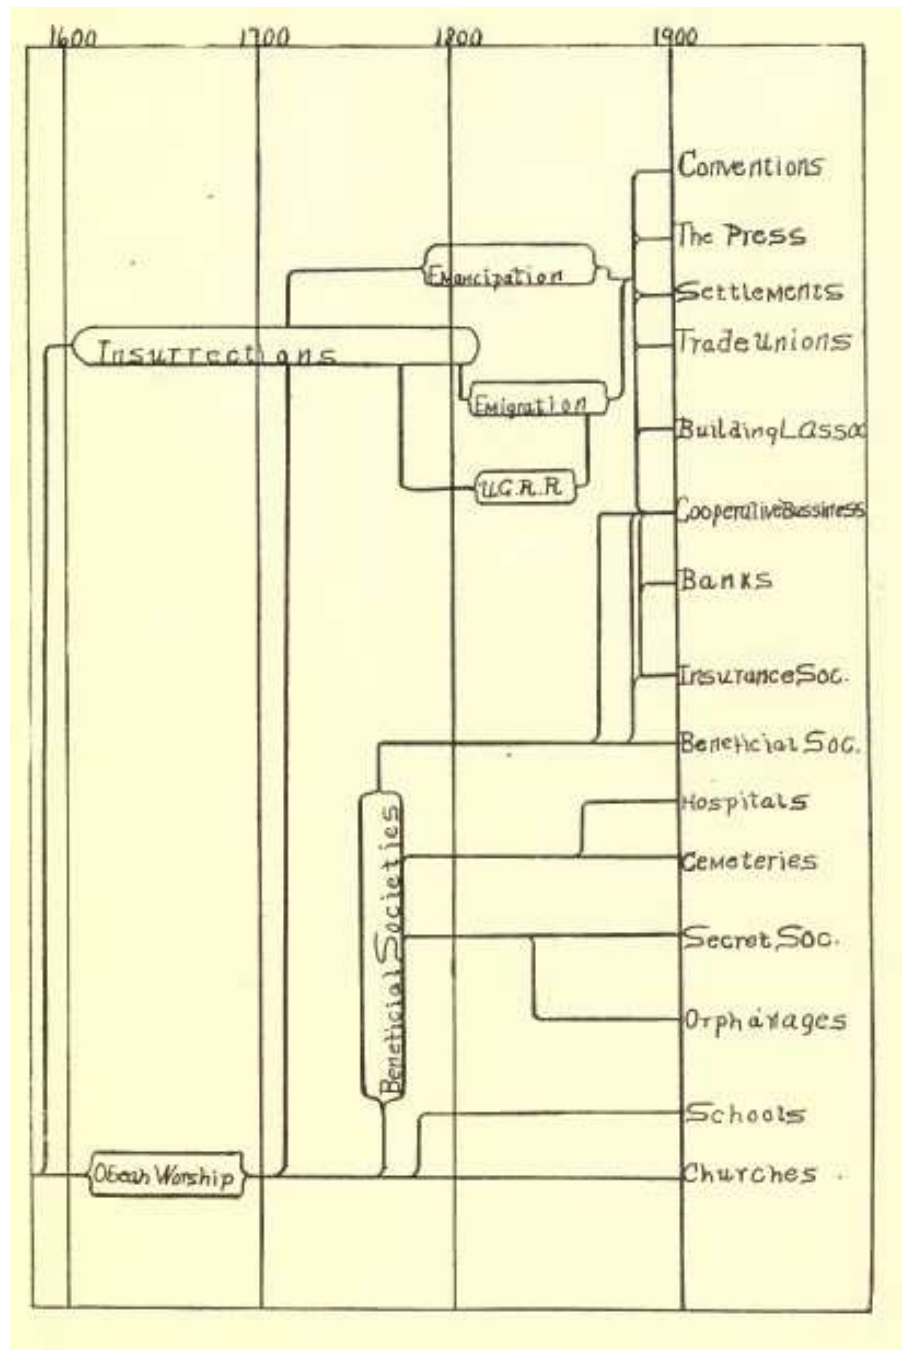 1600 1700 1800 1900
Conventions
The Press
Emancipation
Settlements
Insurrections
Trade Unions
Emigration
Building L Assoc
U.G.R.R
Cooperative Bussiness
Banks
Insurance Soc.
Beneficial Soc.
Hospitals
Beneficial Societies
Cemeteries
Secret Soc.
Orphanages
Schools
Obeah Worship
Churches